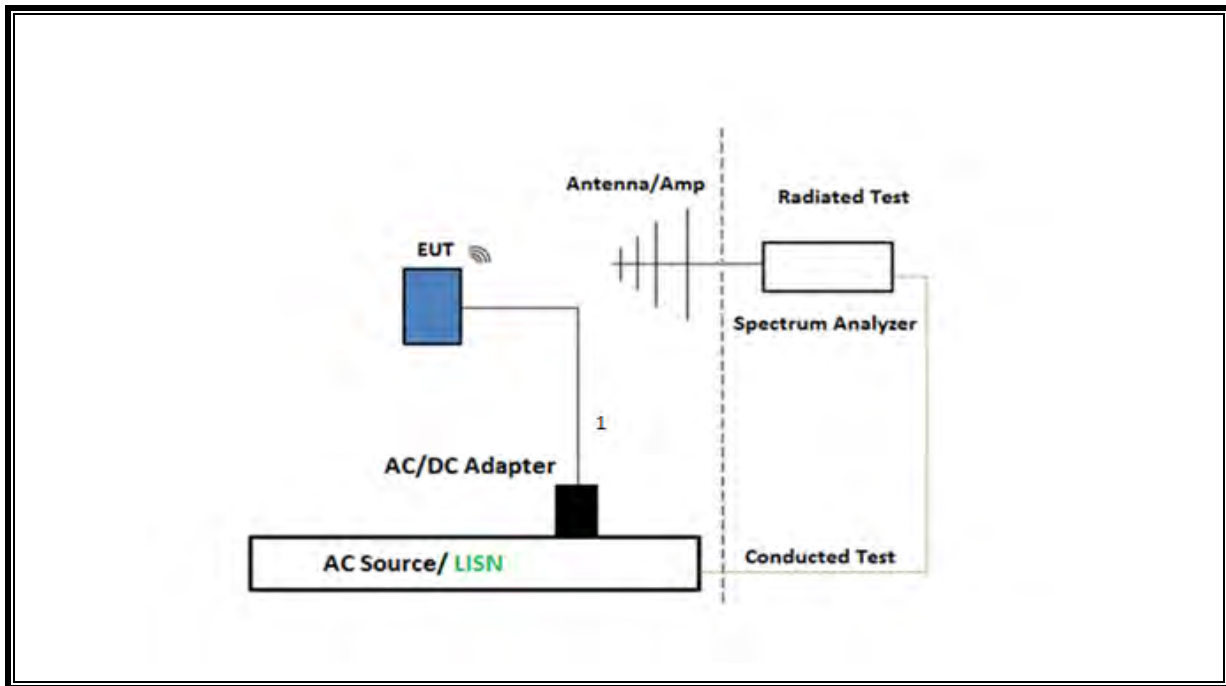 Antenna/Amp
Radiated Test
EUT
Spectrum Analyzer
1
AC/DC Adapter
AC Source/ LISN
Conducted Test